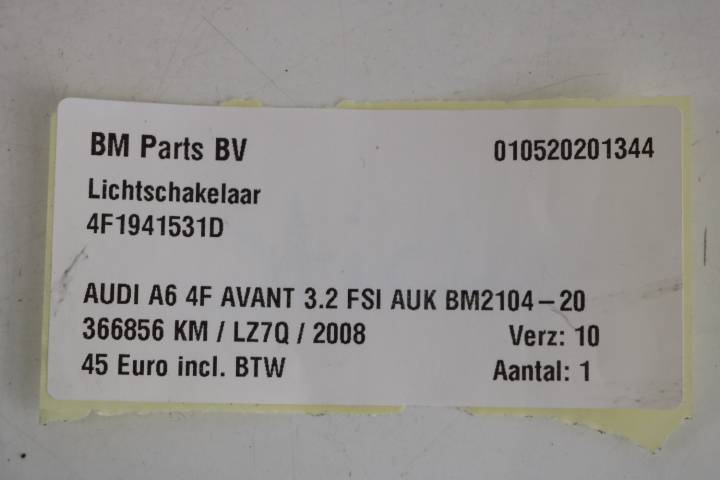 BM Parts BV 010520201344
Lichtschakelaar
4F1941531D
AUDI A6 4F AVANT 3.2 FSI AUK BM2104-20
366856 KM / LZ7Q / 2008 Verz: 10
45 Euro incl. BTW Aantal: 1